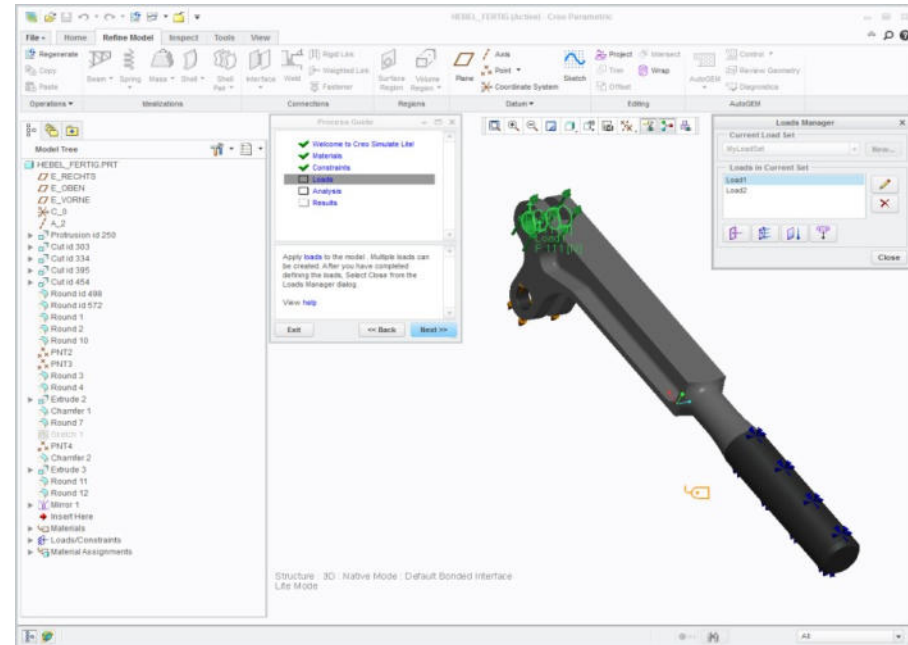 HEBEL_FERTIG (Active) - Creo Parametric
File Home Refine Model Inspect Tools View
Regenerate
Copy
Paste
Beam Spring Mass Shell Shell Pair Interface Weld
Rigid Link
Weighted Link
Fastener
Surface Region Volume Region
Plane
Axis
Point
Coordinate System
Sketch
Project Intersect
Trim Wrap
Offset
AutoGEM
Control
Review Geometry
Diagnostics
Operations Idealizations Connections Regions Datum Editing AutoGEM
Model Tree
HEBEL_FERTIG.PRT
E_RECHTS
E_OBEN
E_VORNE
C_0
A_2
Protrusion id 250
Cut id 303
Cut id 334
Cut id 395
Cut id 454
Round id 498
Round id 572
Round 1
Round 2
Round 10
PNT2
PNT3
Round 3
Round 4
Extrude 2
Chamfer 1
Round 7
Sketch 1
PNT4
Chamfer 2
Extrude 3
Round 11
Round 12
Mirror 1
Insert Here
Materials
Loads/Constraints
Material Assignments
Process Guide
Welcome to Creo Simulate Lite!
Materials
Constraints
Loads
Analysis
Results
Apply loads to the model. Multiple loads can
be created. After you have completed
defining the loads, Select Close from the
Loads Manager dialog.
View help
Exit << Back Next >>
Loads Manager
Current Load Set
MyLoadSet New...
Loads in Current Set
Load1
Load2
Close
Structure : 3D : Native Mode : Default Bonded Interface
Lite Mode
All